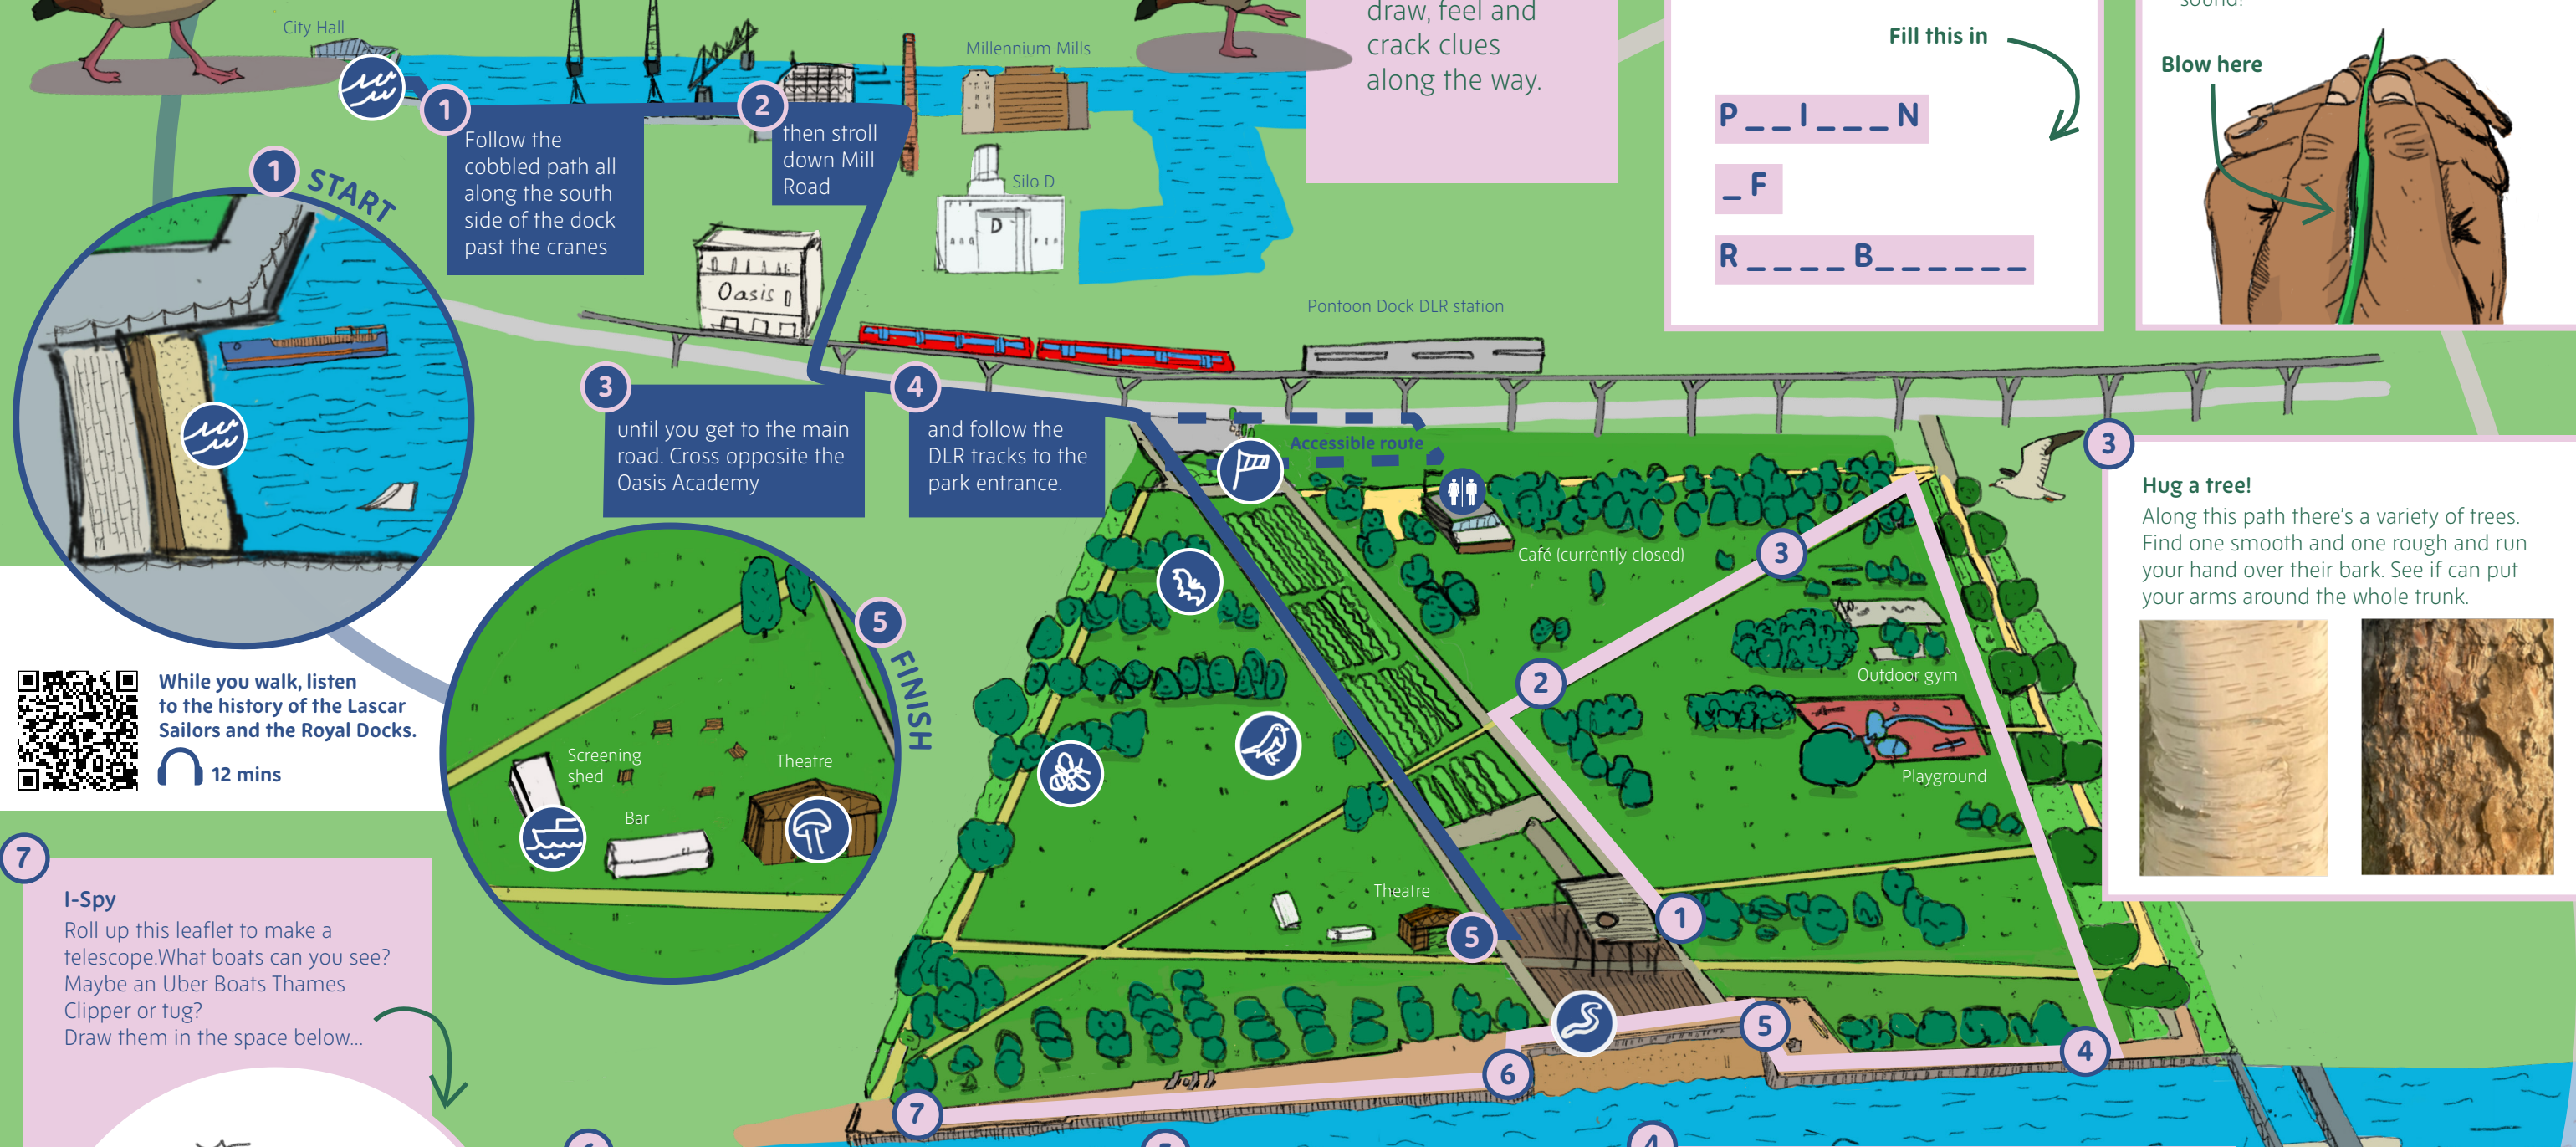 City Hall
Millennium Mills
draw, feel and
crack clues
along the way.
Fill this in
P _ _ I _ _ _ N
_ F
R _ _ _ _ B _ _ _ _ _ _
sound?
Blow here
1
Follow the
cobbled path all
along the south
side of the dock
past the cranes
2
then stroll
down Mill
Road
Silo D
D
1 START
Oasis
Pontoon Dock DLR station
3
until you get to the main
road. Cross opposite the
Oasis Academy
4
and follow the
DLR tracks to the
park entrance.
Accessible route
Café (currently closed)
3
2
Outdoor gym
Playground
3
Hug a tree!
Along this path there's a variety of trees.
Find one smooth and one rough and run
your hand over their bark. See if can put
your arms around the whole trunk.
While you walk, listen
to the history of the Lascar
Sailors and the Royal Docks.
12 mins
5 FINISH
Screening
shed
Theatre
Bar
7
I-Spy
Roll up this leaflet to make a
telescope.What boats can you see?
Maybe an Uber Boats Thames
Clipper or tug?
Draw them in the space below...
Theatre
5
1
5
4
6
7
4